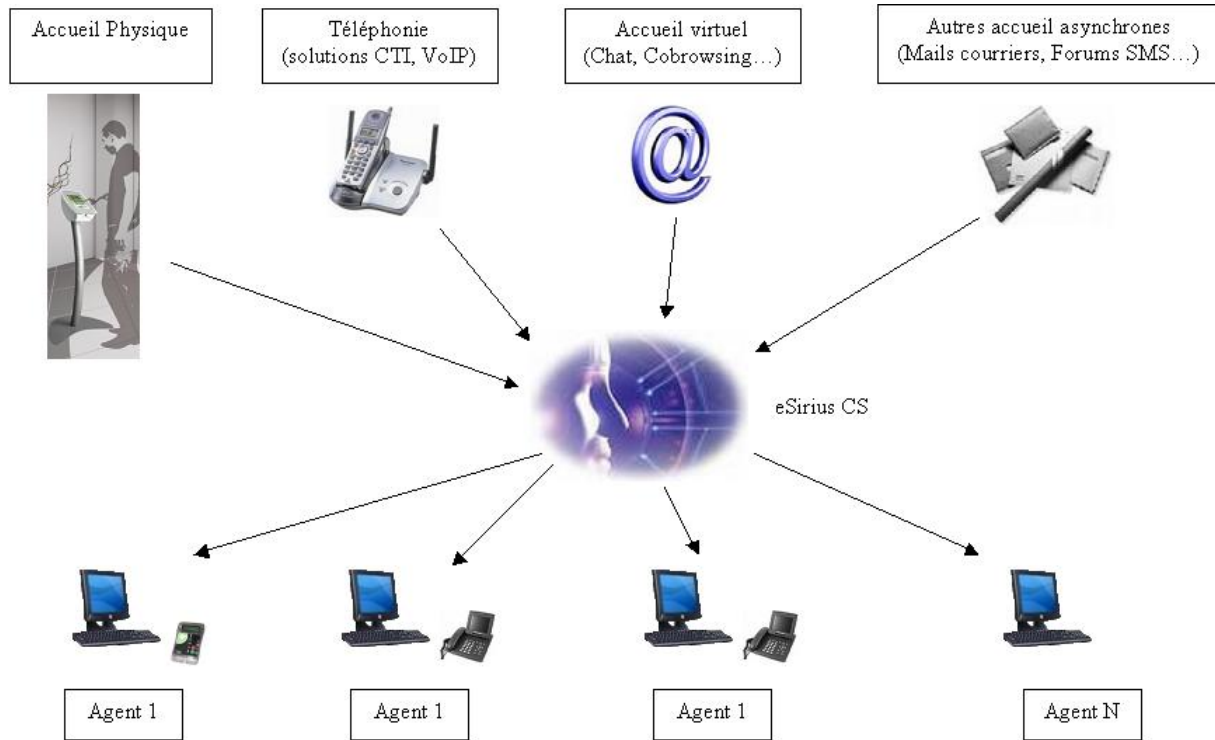 Accueil Physique
Téléphonie
(solutions CTI, VoIP)
Accueil virtuel
(Chat, Cobrowsing…)
Autres accueil asynchrones
(Mails courriers, Forums SMS…)
eSirius CS
Agent 1
Agent 1
Agent 1
Agent N